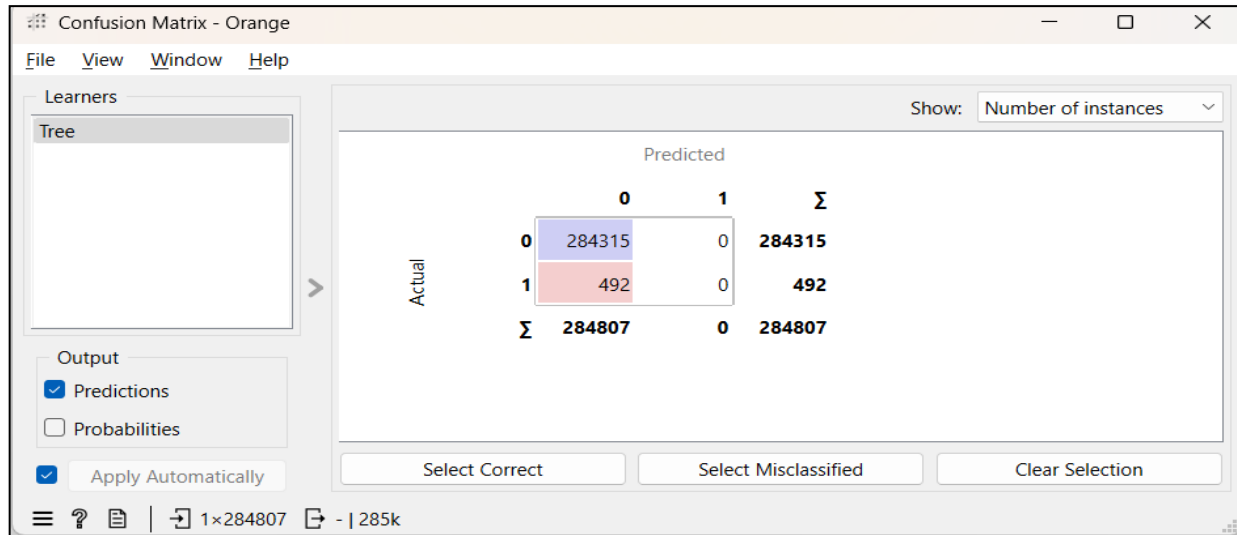 Confusion Matrix - Orange
File View Window Help
Learners
Tree
Show: Number of instances
Predicted
0 1 Σ
Actual
0 284315 0 284315
1 492 0 492
Σ 284807 0 284807
Output
Predictions
Probabilities
Apply Automatically
Select Correct Select Misclassified Clear Selection
1×284807 - | 285k